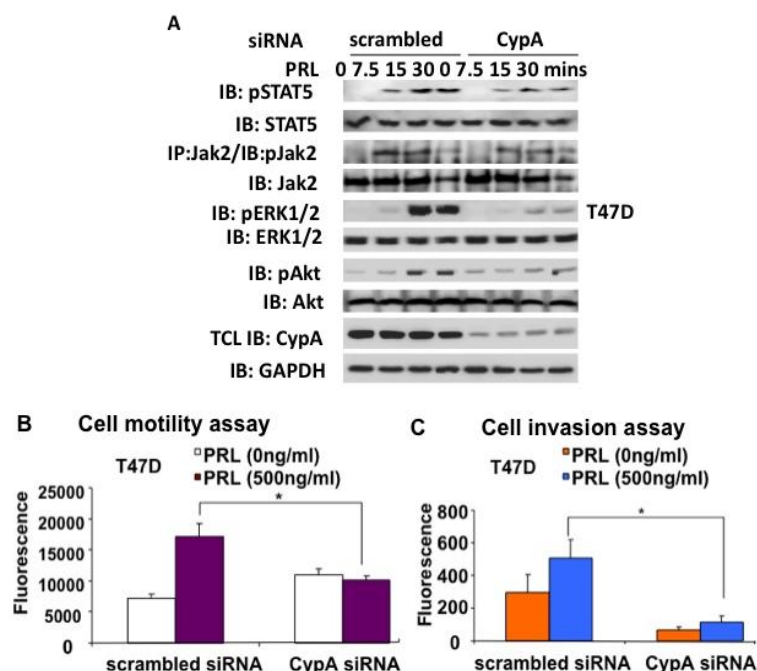 A
siRNA scrambled CypA
PRL 0 7.5 15 30 0 7.5 15 30 mins
IB: pSTAT5
IB: STAT5
IP:Jak2/IB:pJak2
IB: Jak2
IB: pERK1/2 T47D
IB: ERK1/2
IB: pAkt
IB: Akt
TCL IB: CypA
IB: GAPDH
B Cell motility assay
T47D
PRL (0ng/ml)
PRL (500ng/ml)
*
Fluorescence
25000
20000
15000
10000
5000
0
scrambled siRNA CypA siRNA
C Cell invasion assay
T47D
PRL (0ng/ml)
PRL (500ng/ml)
*
Fluorescence
800
600
400
200
0
scrambled siRNA CypA siRNA